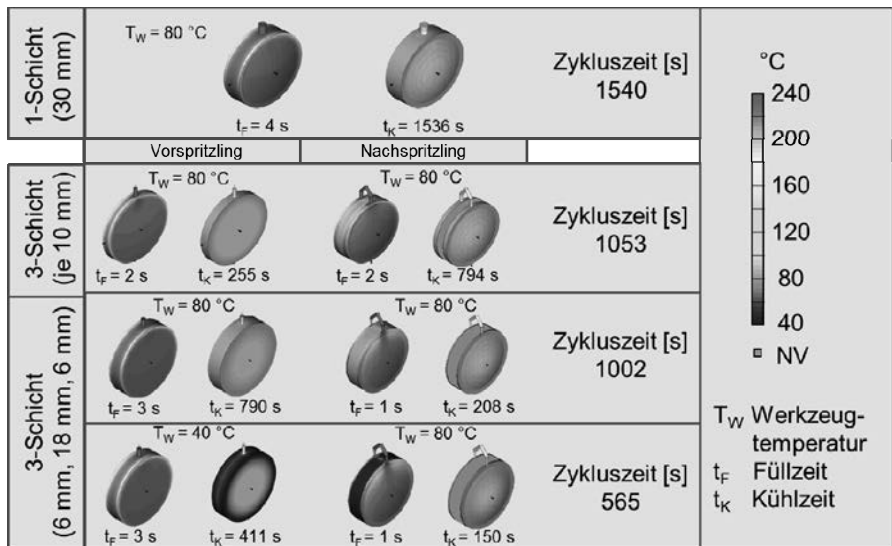 1-Schicht
(30 mm)
T_W = 80 °C
t_F = 4 s
t_K = 1536 s
Zykluszeit [s]
1540
Vorspritzling
Nachspritzling
3-Schicht
(je 10 mm)
T_W = 80 °C
T_W = 80 °C
t_F = 2 s
t_K = 255 s
t_F = 2 s
t_K = 794 s
Zykluszeit [s]
1053
3-Schicht
(6 mm, 18 mm, 6 mm)
T_W = 80 °C
T_W = 80 °C
t_F = 3 s
t_K = 790 s
t_F = 1 s
t_K = 208 s
Zykluszeit [s]
1002
T_W = 40 °C
T_W = 80 °C
t_F = 3 s
t_K = 411 s
t_F = 1 s
t_K = 150 s
Zykluszeit [s]
565
°C
240
200
160
120
80
40
NV
T_W Werkzeug-
temperatur
t_F Füllzeit
t_K Kühlzeit